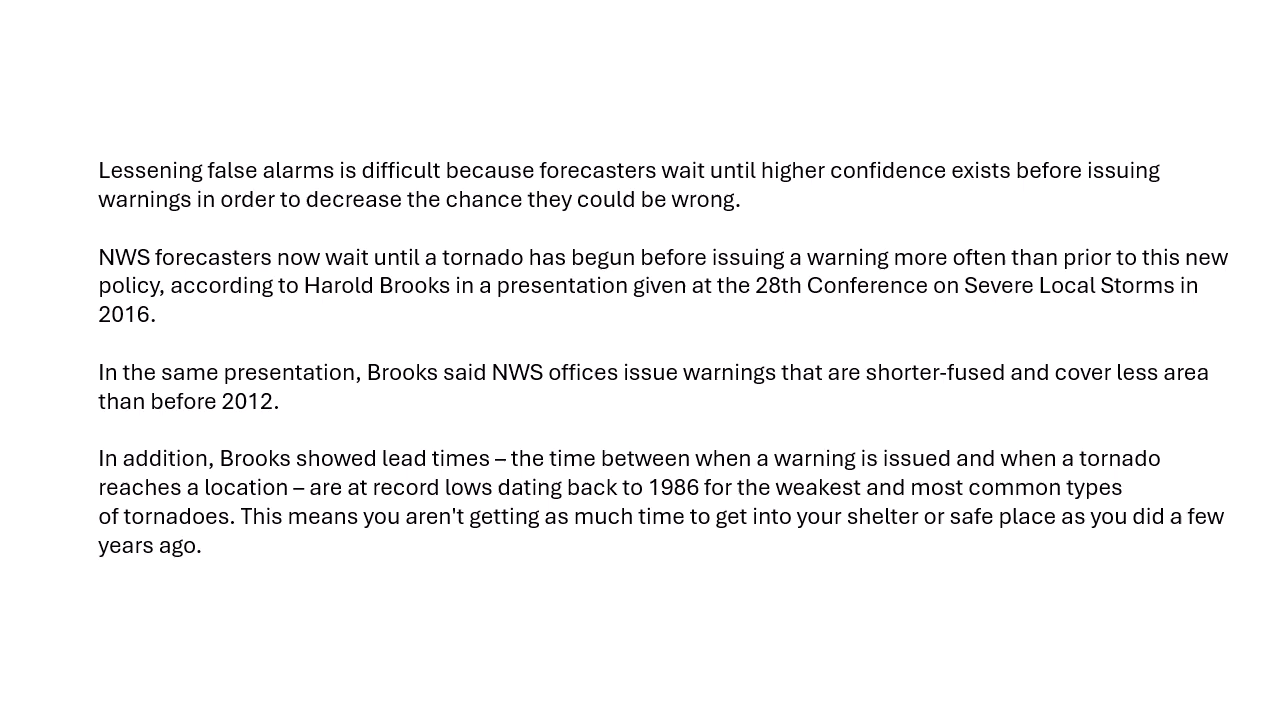 Lessening false alarms is difficult because forecasters wait until higher confidence exists before issuing
warnings in order to decrease the chance they could be wrong.
NWS forecasters now wait until a tornado has begun before issuing a warning more often than prior to this new
policy, according to Harold Brooks in a presentation given at the 28th Conference on Severe Local Storms in
2016.
In the same presentation, Brooks said NWS offices issue warnings that are shorter-fused and cover less area
than before 2012.
In addition, Brooks showed lead times – the time between when a warning is issued and when a tornado
reaches a location – are at record lows dating back to 1986 for the weakest and most common types
of tornadoes. This means you aren't getting as much time to get into your shelter or safe place as you did a few
years ago.